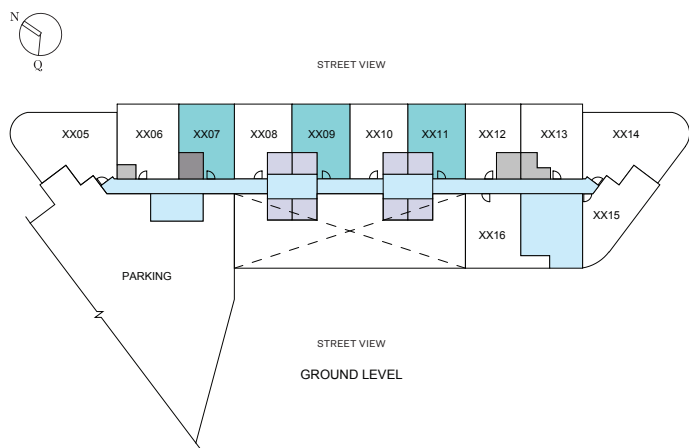 N
Q
STREET VIEW
XX05
XX06
XX07
XX08
XX09
XX10
XX11
XX12
XX13
XX14
XX15
XX16
PARKING
STREET VIEW
GROUND LEVEL